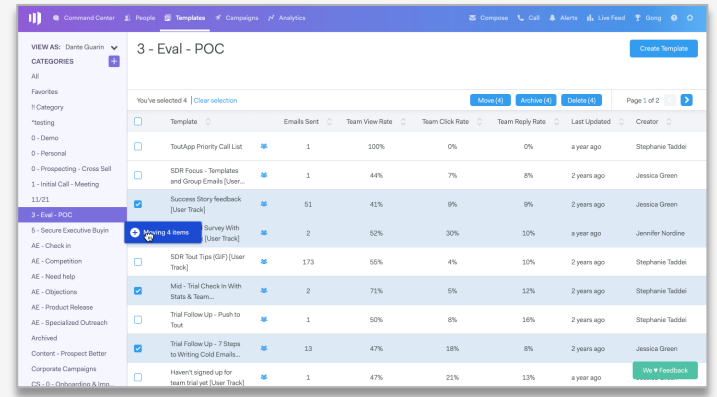 Command Center People Templates Campaigns Analytics Compose Call Alerts Live Feed Gong
VIEW AS: Dante Guarin
CATEGORIES +
All
Favorites
!! Category
*testing
0 - Demo
0 - Personal
0 - Prospecting - Cross Sell
1 - Initial Call - Meeting
11/21
3 - Eval - POC
5 - Secure Executive Buyin
AE - Check in
AE - Competition
AE - Need help
AE - Objections
AE - Product Release
AE - Specialized Outreach
Archived
Content - Prospect Better
Corporate Campaigns
CS - 0 - Onboarding & Imp...
3 - Eval - POC
Create Template
You've selected 4 | Clear selection Move (4) Archive (4) Delete (4) Page 1 of 2
Template Emails Sent Team View Rate Team Click Rate Team Reply Rate Last Updated Creator
ToutApp Priority Call List 1 100% 0% 0% a year ago Stephanie Taddei
SDR Focus - Templates
and Group Emails [User... 1 44% 7% 8% 2 years ago Jessica Green
Success Story feedback
[User Track] 51 41% 9% 9% 2 years ago Jessica Green
Moving 4 items
Survey With
[User Track] 2 52% 30% 10% a year ago Jennifer Nordine
SDR Tout Tips (GIF) [User
Track] 173 55% 4% 10% 2 years ago Stephanie Taddei
Mid - Trial Check In With
Stats & Team... 2 71% 5% 12% 2 years ago Stephanie Taddei
Trial Follow Up - Push to
Tout 1 50% 8% 16% 2 years ago Stephanie Taddei
Trial Follow Up - 7 Steps
to Writing Cold Emails... 13 47% 18% 8% 2 years ago Jessica Green
Haven't signed up for
team trial yet [User Track] 1 47% 21% 13% a year ago
We ♥ Feedback